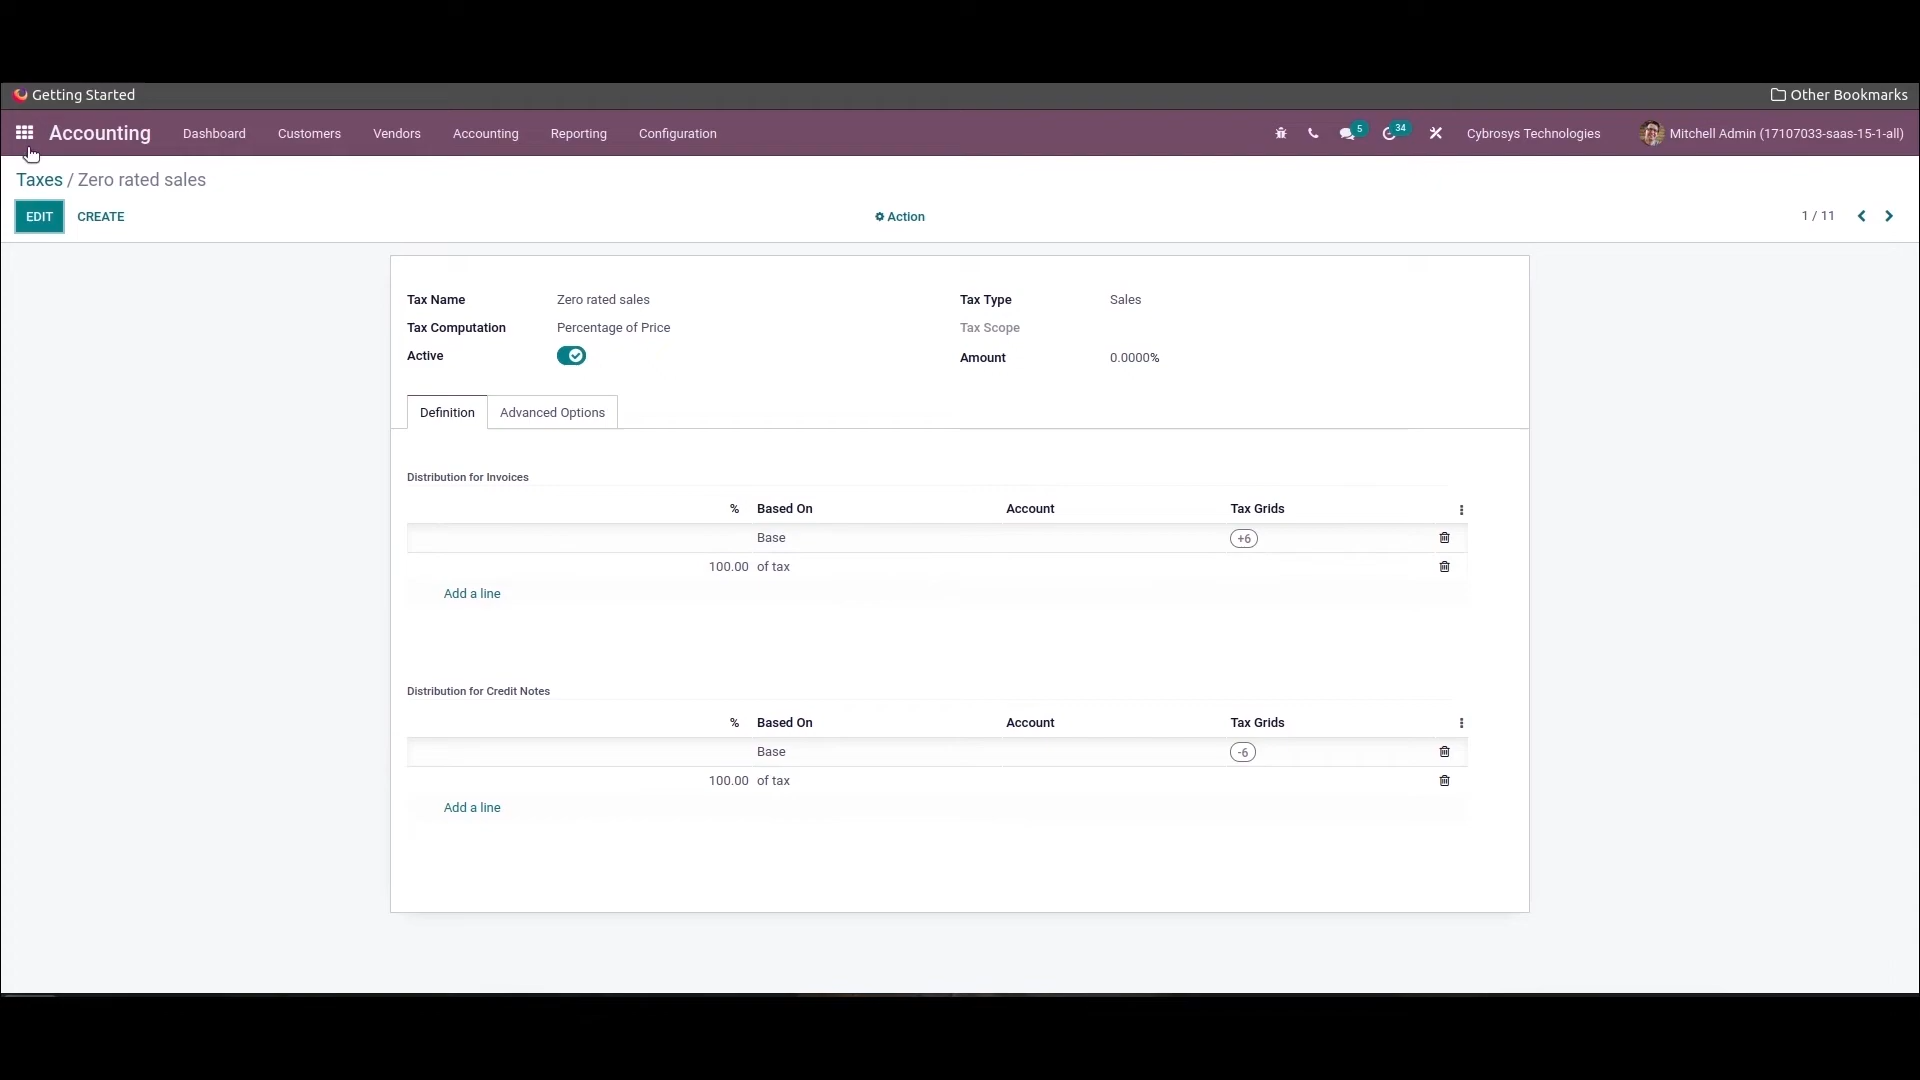 Getting Started
Other Bookmarks
Accounting Dashboard Customers Vendors Accounting Reporting Configuration 5 34 Cybrosys Technologies Mitchell Admin (17107033-saas-15-1-all)
Taxes / Zero rated sales
EDIT CREATE Action 1 / 11
Tax Name Zero rated sales Tax Type Sales
Tax Computation Percentage of Price Tax Scope
Active Amount 0.0000%
Definition Advanced Options
Distribution for Invoices
% Based On Account Tax Grids
Base +6
100.00 of tax
Add a line
Distribution for Credit Notes
% Based On Account Tax Grids
Base -6
100.00 of tax
Add a line